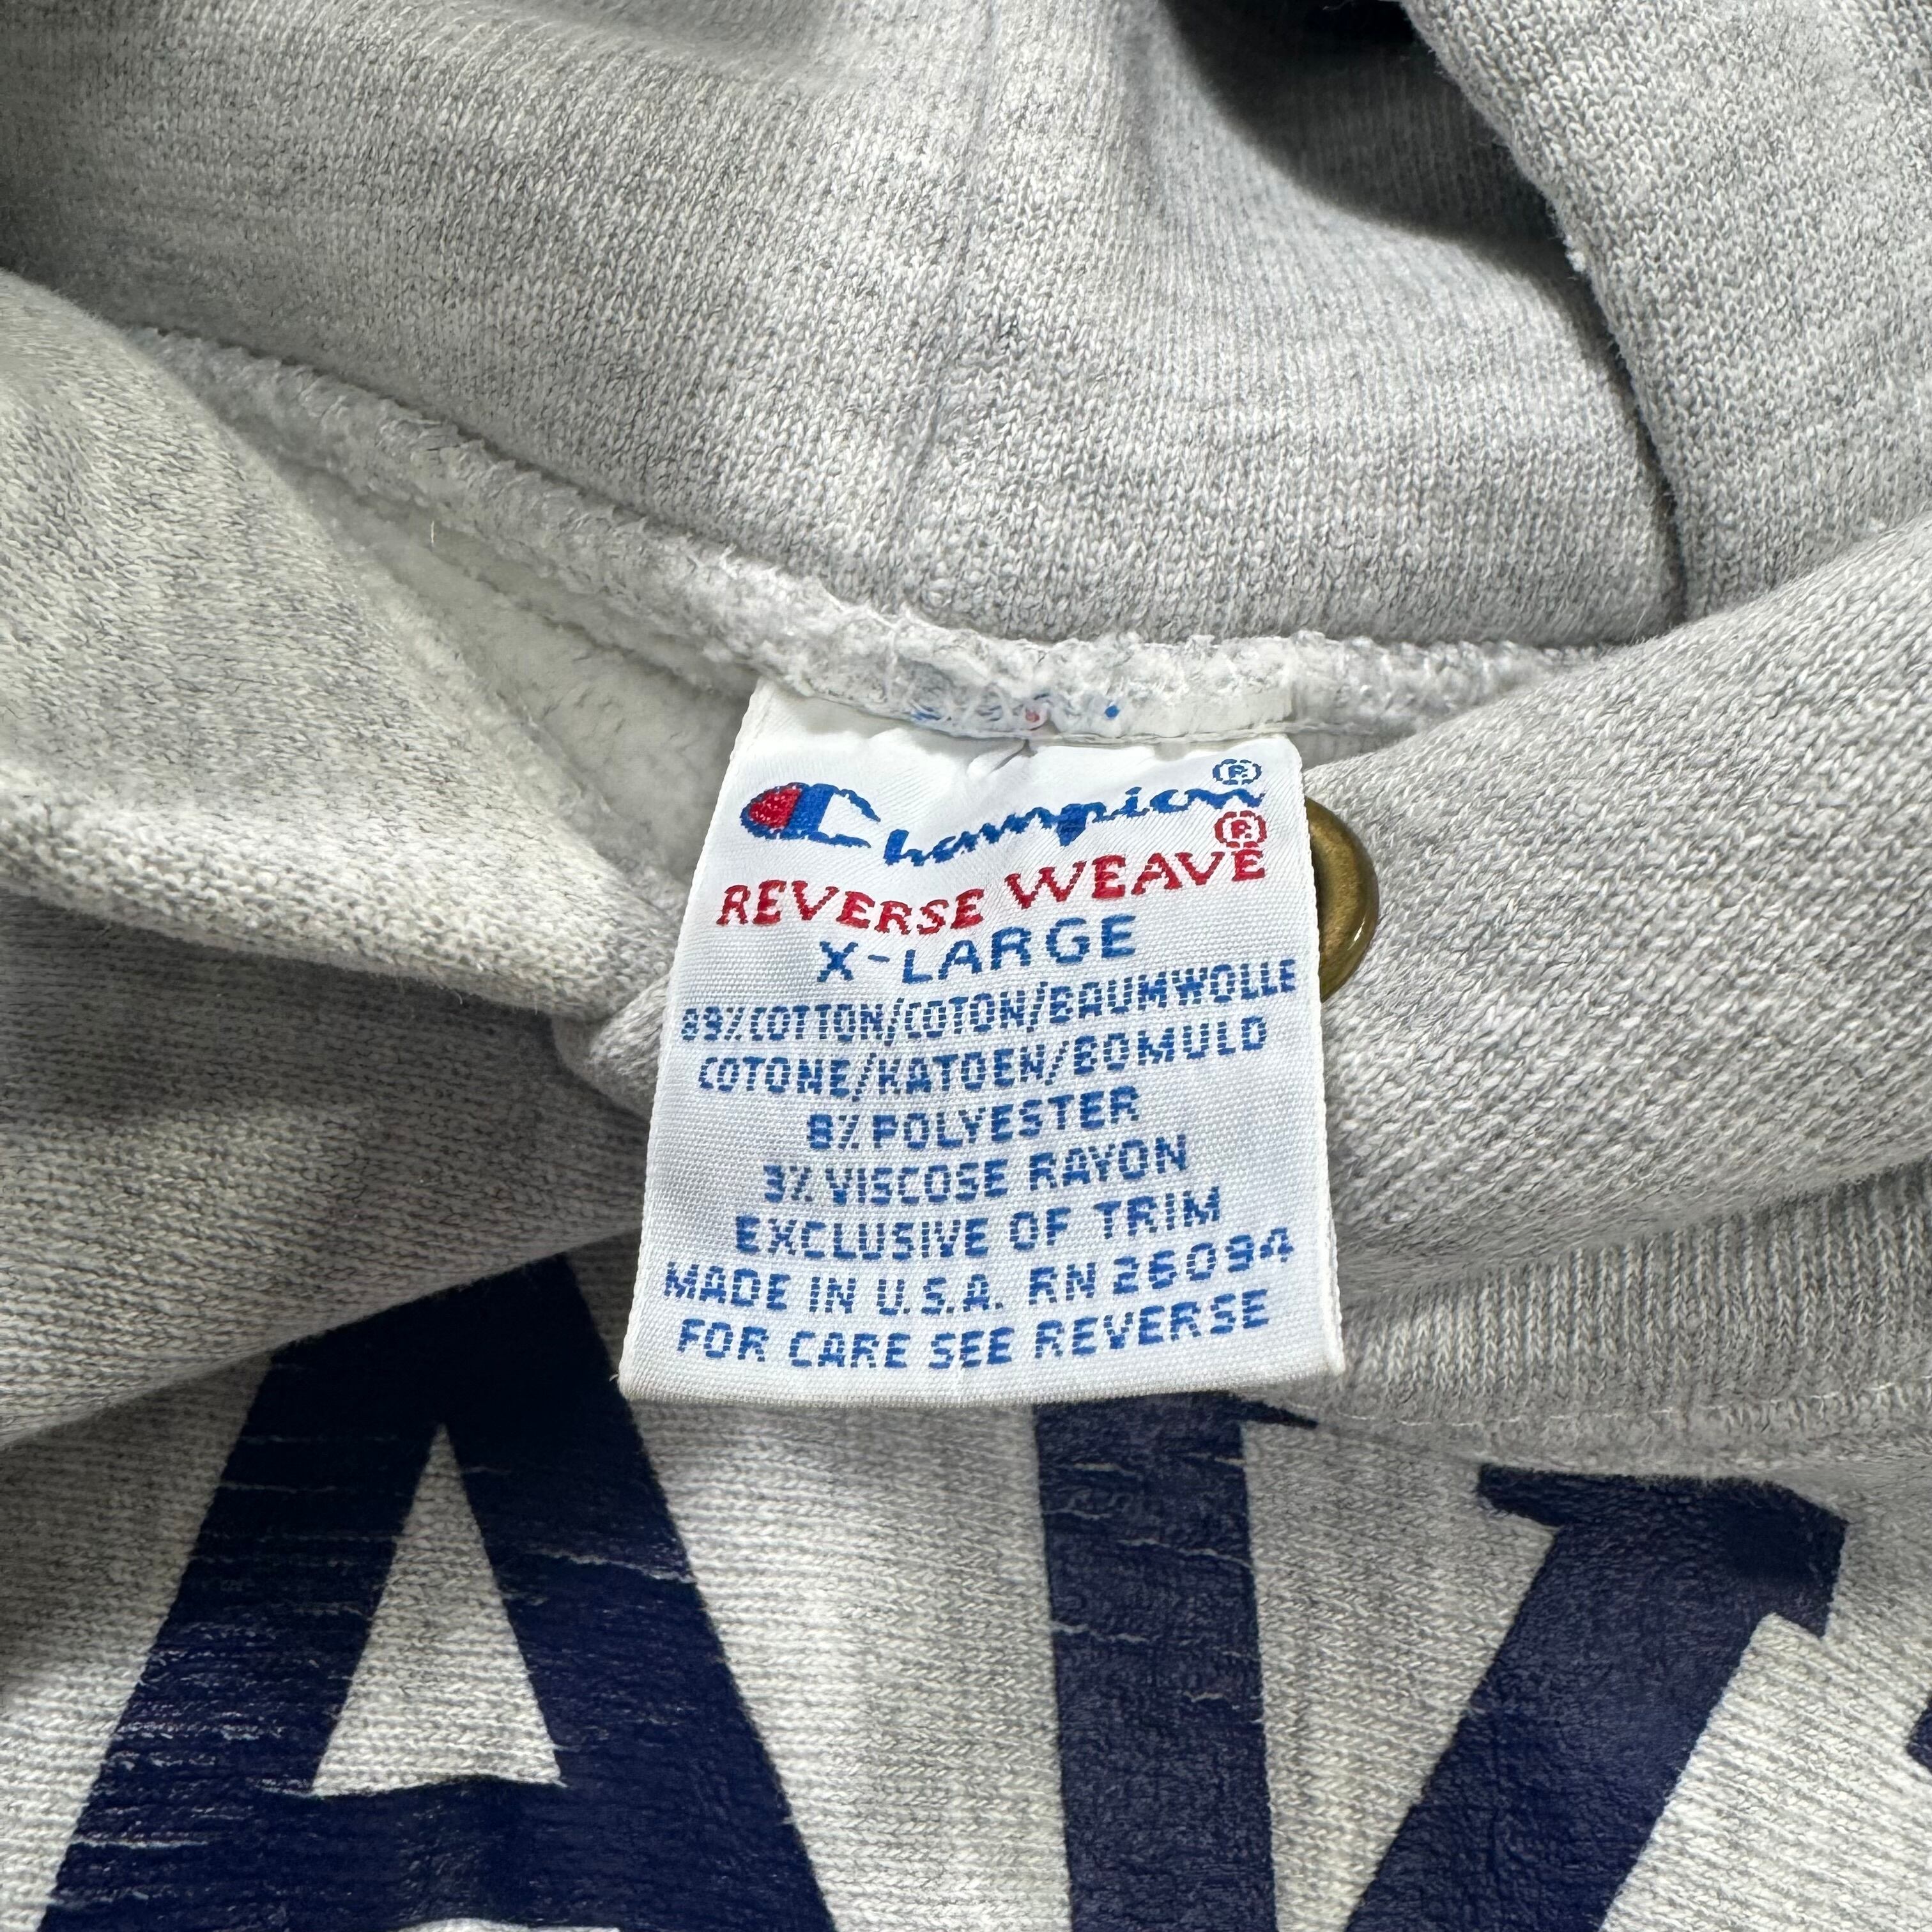 Champion®
REVERSE WEAVE®
X-LARGE
89%COTTON/COTON/BAUMWOLLE
COTONE/KATOEN/BOMULD
8% POLYESTER
3% VISCOSE RAYON
EXCLUSIVE OF TRIM
MADE IN U.S.A. RN 26094
FOR CARE SEE REVERSE